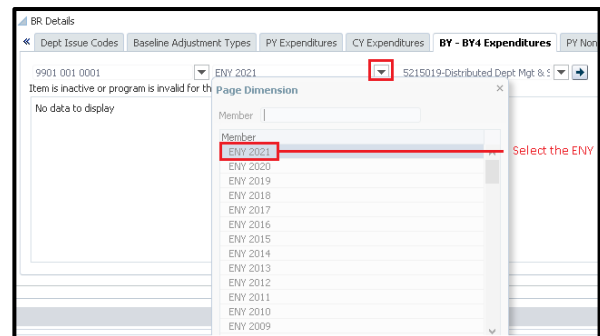 BR Details
« Dept Issue Codes Baseline Adjustment Types PY Expenditures CY Expenditures BY - BY4 Expenditures PY Non
9901 001 0001 ENY 2021 5215019-Distributed Dept Mgt & S
Item is inactive or program is invalid for th
Page Dimension ×
No data to display
Member
Member
ENY 2021 Select the ENY
ENY 2020
ENY 2019
ENY 2018
ENY 2017
ENY 2016
ENY 2015
ENY 2014
ENY 2013
ENY 2012
ENY 2011
ENY 2010
ENY 2009